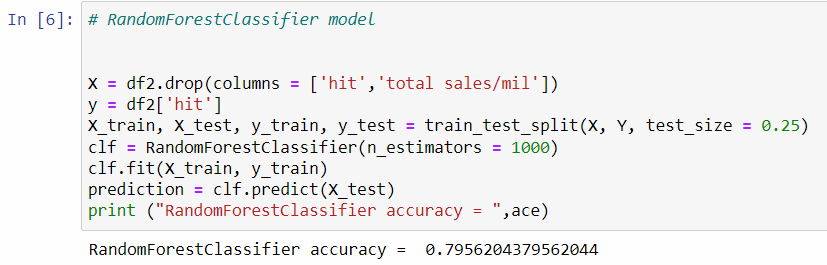 In [6]: # RandomForestClassifier model
X = df2.drop(columns = ['hit','total sales/mil'])
y = df2['hit']
X_train, X_test, y_train, y_test = train_test_split(X, Y, test_size = 0.25)
clf = RandomForestClassifier(n_estimators = 1000)
clf.fit(X_train, y_train)
prediction = clf.predict(X_test)
print ("RandomForestClassifier accuracy = ",ace)
RandomForestClassifier accuracy =  0.7956204379562044